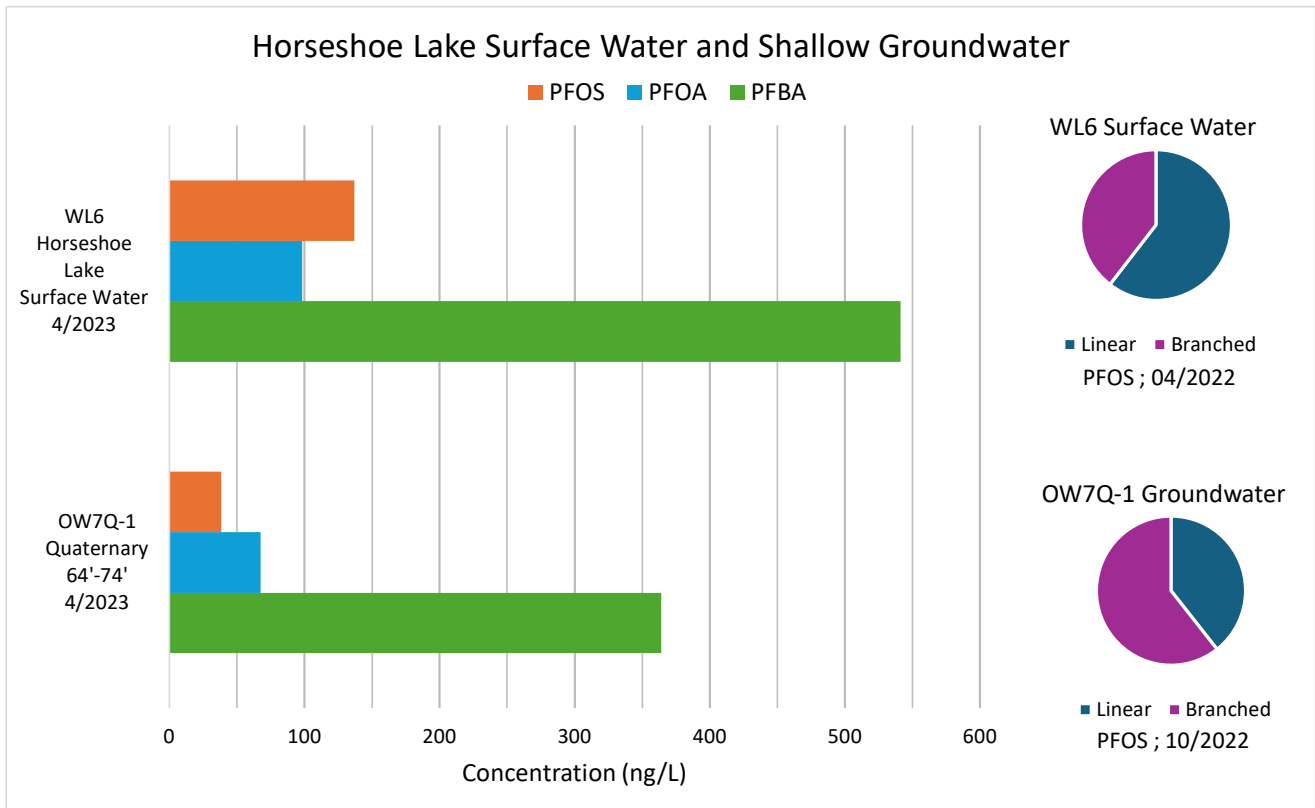 Horseshoe Lake Surface Water and Shallow Groundwater
PFOS PFOA PFBA
WL6
Horseshoe
Lake
Surface Water
4/2023
OW7Q-1
Quaternary
64'-74'
4/2023
0 100 200 300 400 500 600
Concentration (ng/L)
WL6 Surface Water
Linear Branched
PFOS ; 04/2022
OW7Q-1 Groundwater
Linear Branched
PFOS ; 10/2022